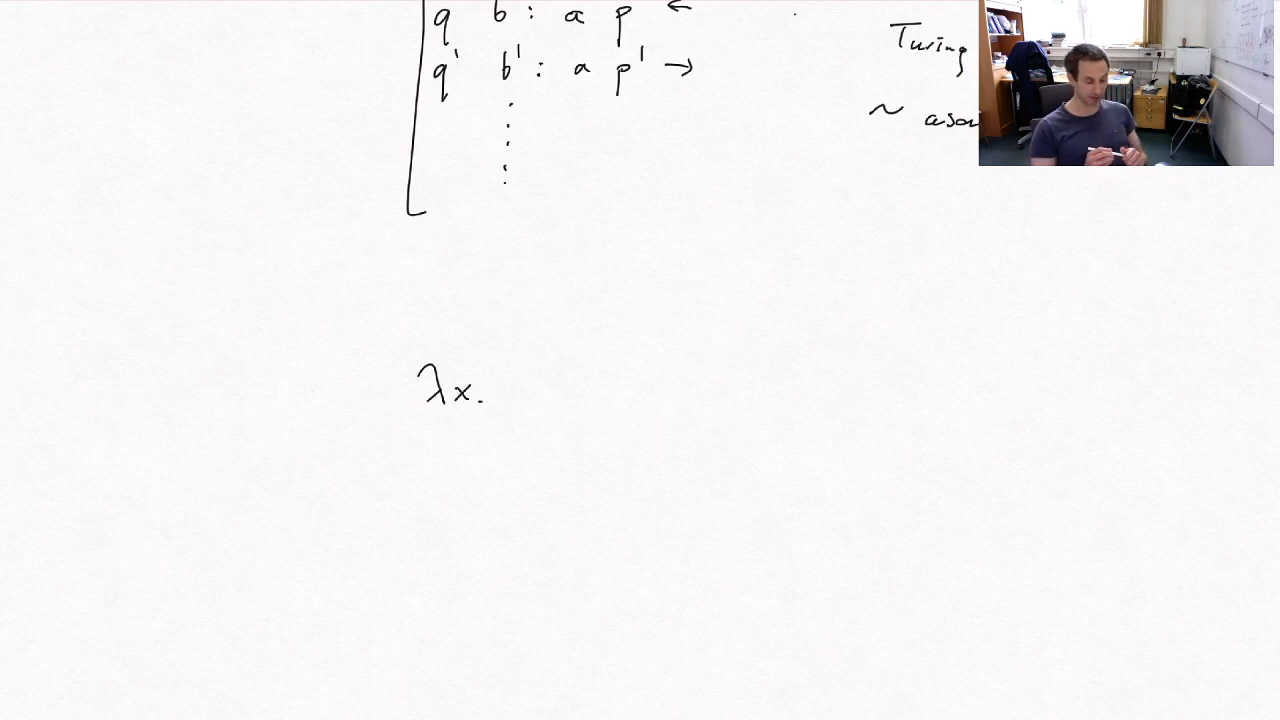 q b : a p ←
q' b' : a p' →
Turing
~
λx.